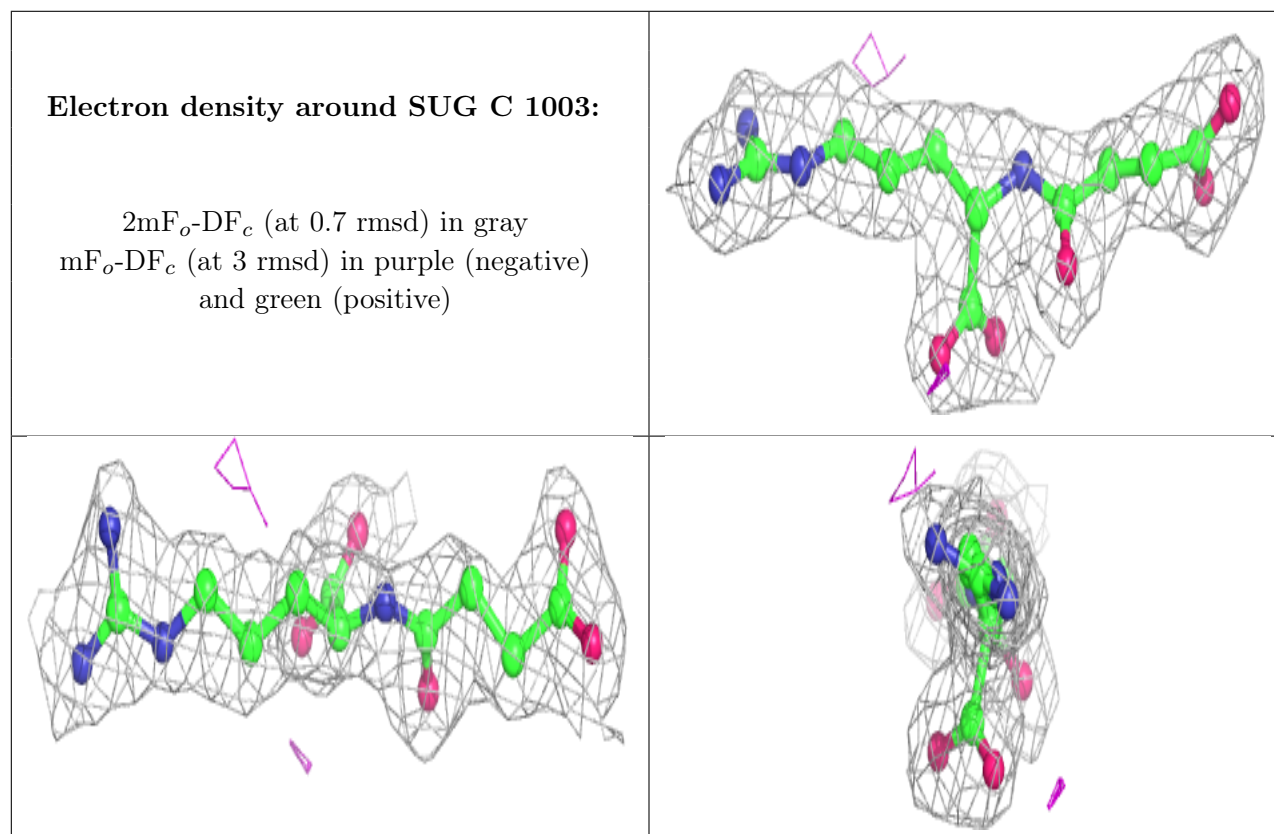 Electron density around SUG C 1003:
2mFo-DFc (at 0.7 rmsd) in gray
mFo-DFc (at 3 rmsd) in purple (negative)
and green (positive)